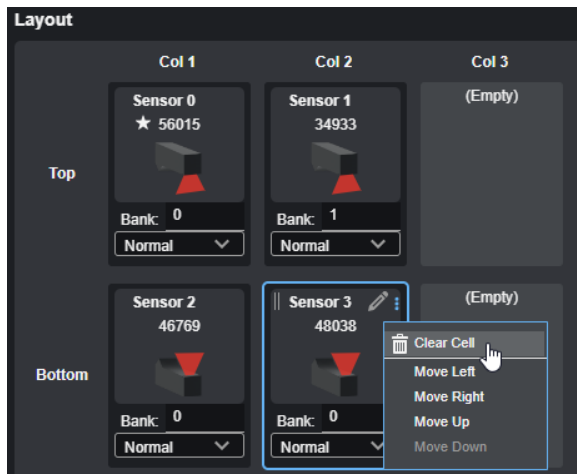 Layout
Col 1 Col 2 Col 3
Sensor 0 Sensor 1 (Empty)
★ 56015 34933
Top
Bank: 0 Bank: 1
Normal Normal
Sensor 2 Sensor 3 (Empty)
46769 48038
Clear Cell
Bottom Move Left
Move Right
Bank: 0 Bank: 0 Move Up
Normal Normal Move Down